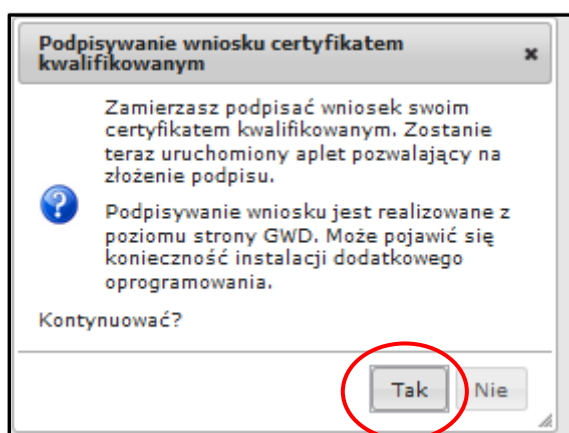 Podpisywanie wniosku certyfikatem
kwalifikowanym
Zamierzasz podpisać wniosek swoim
certyfikatem kwalifikowanym. Zostanie
teraz uruchomiony aplet pozwalający na
złożenie podpisu.
Podpisywanie wniosku jest realizowane z
poziomu strony GWD. Może pojawić się
konieczność instalacji dodatkowego
oprogramowania.
Kontynuować?
Tak Nie